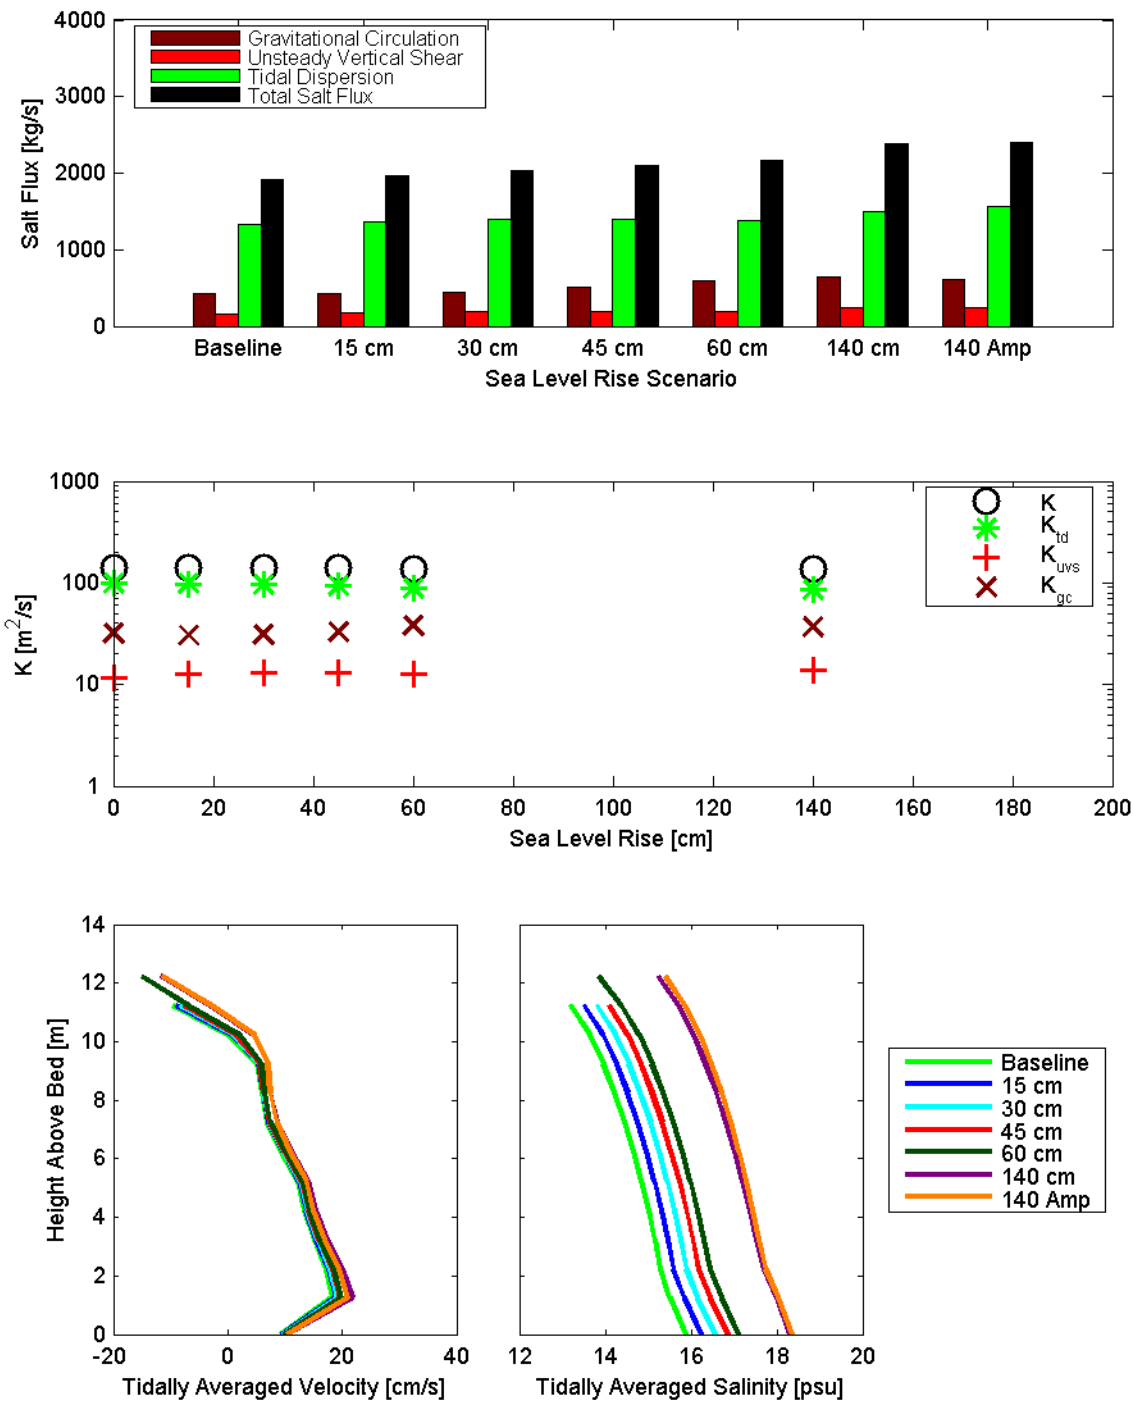 4000
3000
2000
1000
0
Salt Flux [kg/s]
Gravitational Circulation
Unsteady Vertical Shear
Tidal Dispersion
Total Salt Flux
Baseline 15 cm 30 cm 45 cm 60 cm 140 cm 140 Amp
Sea Level Rise Scenario
1000
100
10
1
K [m²/s]
K
K_td
K_uvs
K_gc
0 20 40 60 80 100 120 140 160 180 200
Sea Level Rise [cm]
14
12
10
8
6
4
2
0
Height Above Bed [m]
-20 0 20 40
Tidally Averaged Velocity [cm/s]
12 14 16 18 20
Tidally Averaged Salinity [psu]
Baseline
15 cm
30 cm
45 cm
60 cm
140 cm
140 Amp